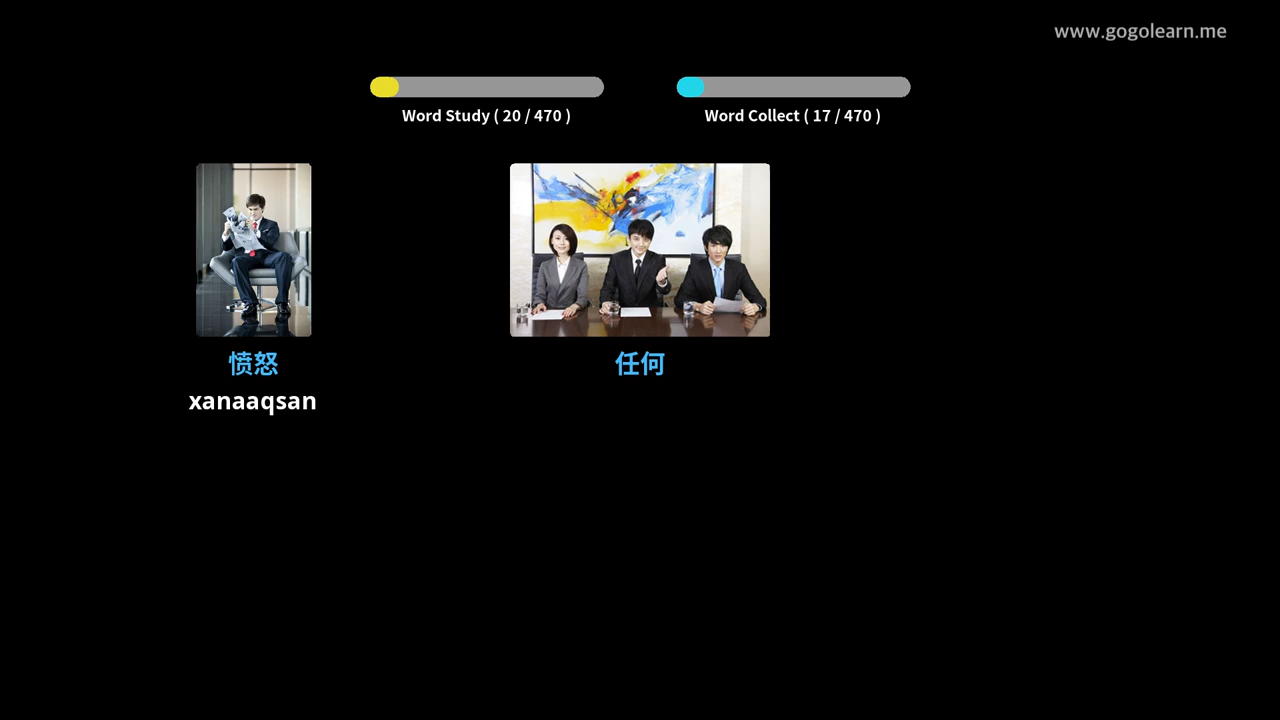 www.gogolearn.me
Word Study ( 20 / 470 )
Word Collect ( 17 / 470 )
愤怒
xanaaqsan
任何